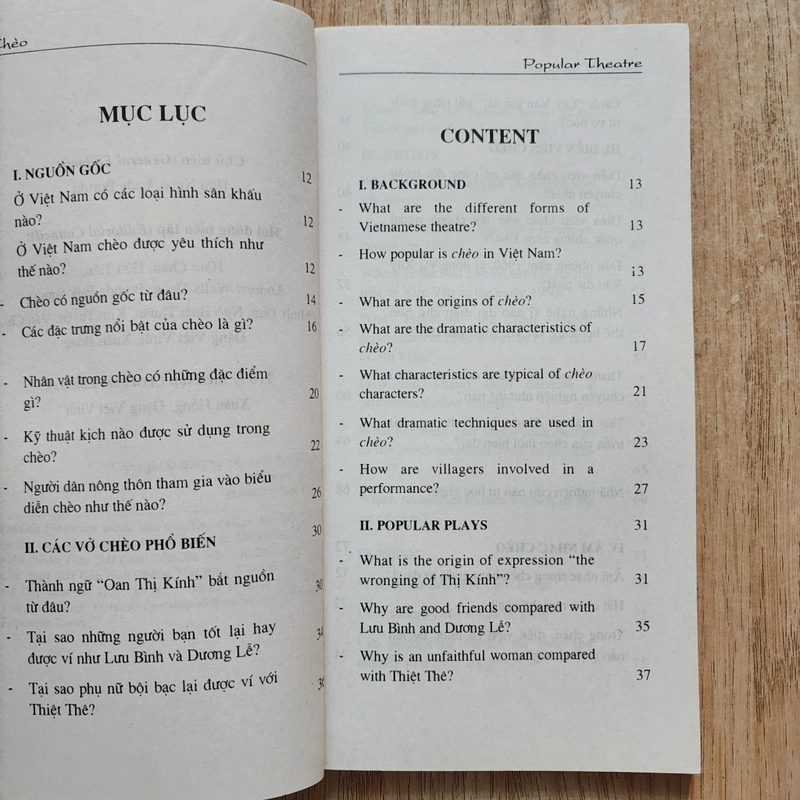 Chèo
MỤC LỤC
I. NGUỒN GỐC 12
Ở Việt Nam có các loại hình sân khấu
nào? 12
Ở Việt Nam chèo được yêu thích như
thế nào? 12
- Chèo có nguồn gốc từ đâu? 14
- Các đặc trưng nổi bật của chèo là gì? 16
- Nhân vật trong chèo có những đặc điểm
gì? 20
- Kỹ thuật kịch nào được sử dụng trong
chèo? 22
- Người dân nông thôn tham gia vào biểu
diễn chèo như thế nào? 26
II. CÁC VỞ CHÈO PHỔ BIẾN 30
- Thành ngữ “Oan Thị Kính” bắt nguồn
từ đâu? 30
- Tại sao những người bạn tốt lại hay
được ví như Lưu Bình và Dương Lễ?
- Tại sao phụ nữ bội bạc lại được ví với
Thiệt Thê?
Popular Theatre
CONTENT
I. BACKGROUND 13
- What are the different forms of
Vietnamese theatre? 13
- How popular is chèo in Việt Nam?
13
- What are the origins of chèo? 15
- What are the dramatic characteristics of
chèo? 17
- What characteristics are typical of chèo
characters? 21
- What dramatic techniques are used in
chèo? 23
- How are villagers involved in a
performance? 27
II. POPULAR PLAYS 31
- What is the origin of expression “the
wronging of Thị Kính”? 31
- Why are good friends compared with
Lưu Bình and Dương Lễ? 35
- Why is an unfaithful woman compared
with Thiệt Thê? 37